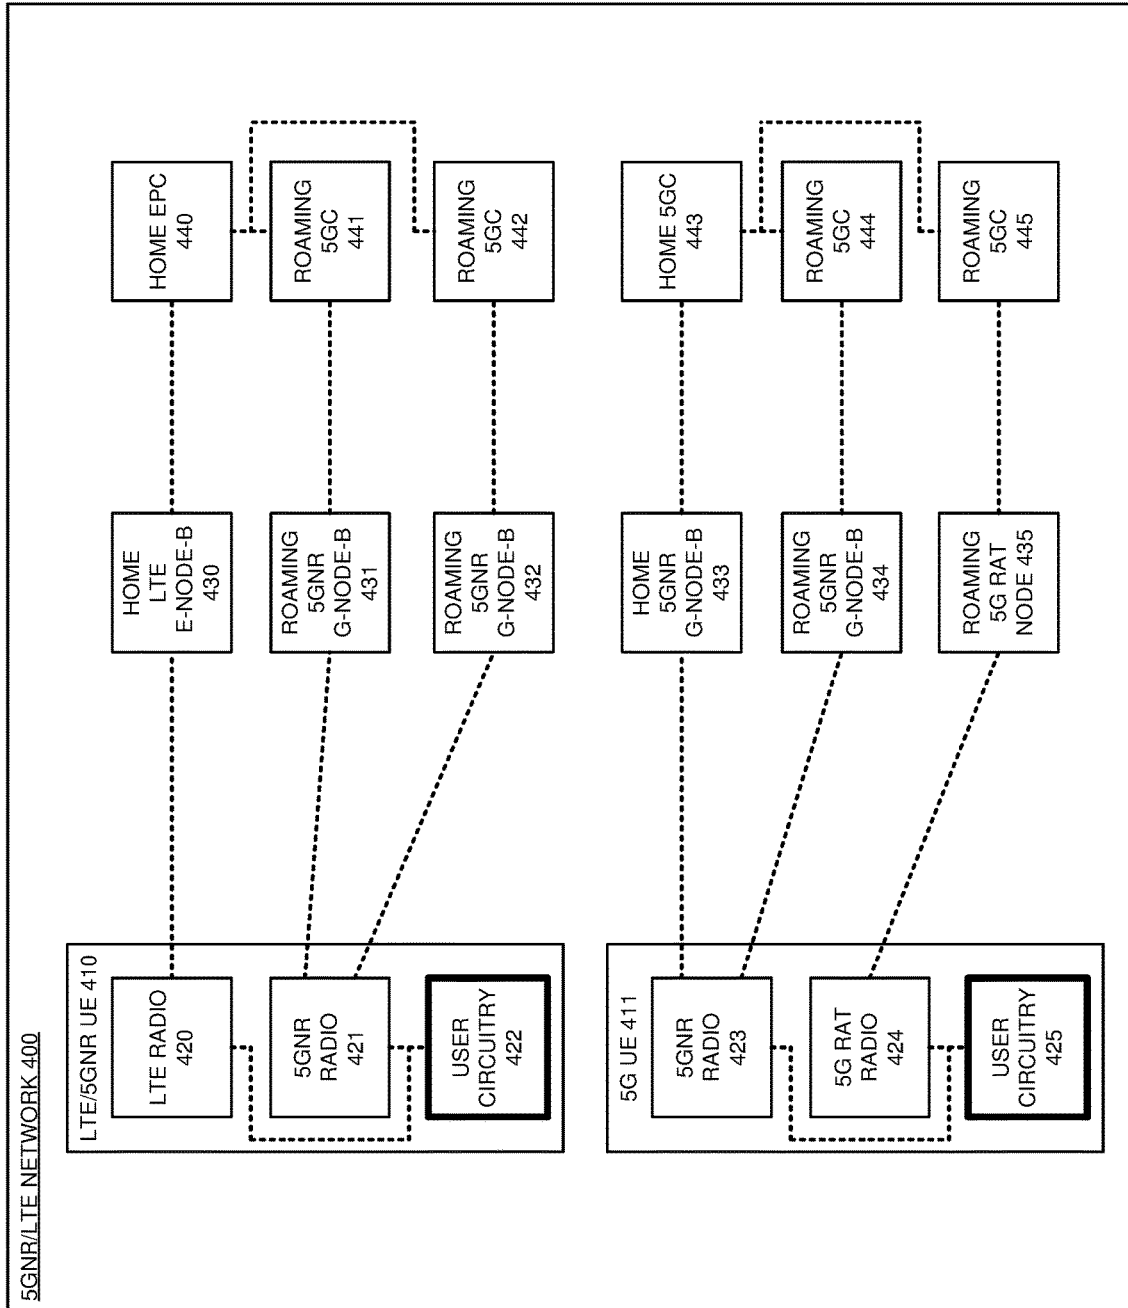 5GNR/LTE NETWORK 400
LTE/5GNR UE 410
LTE RADIO
420
5GNR
RADIO
421
USER
CIRCUITRY
422
HOME
LTE
E-NODE-B
430
ROAMING
5GNR
G-NODE-B
431
ROAMING
5GNR
G-NODE-B
432
HOME EPC
440
ROAMING
5GC
441
ROAMING
5GC
442
5G UE 411
5GNR
RADIO
423
5G RAT
RADIO
424
USER
CIRCUITRY
425
HOME
5GNR
G-NODE-B
433
ROAMING
5GNR
G-NODE-B
434
ROAMING
5G RAT
NODE 435
HOME 5GC
443
ROAMING
5GC
444
ROAMING
5GC
445